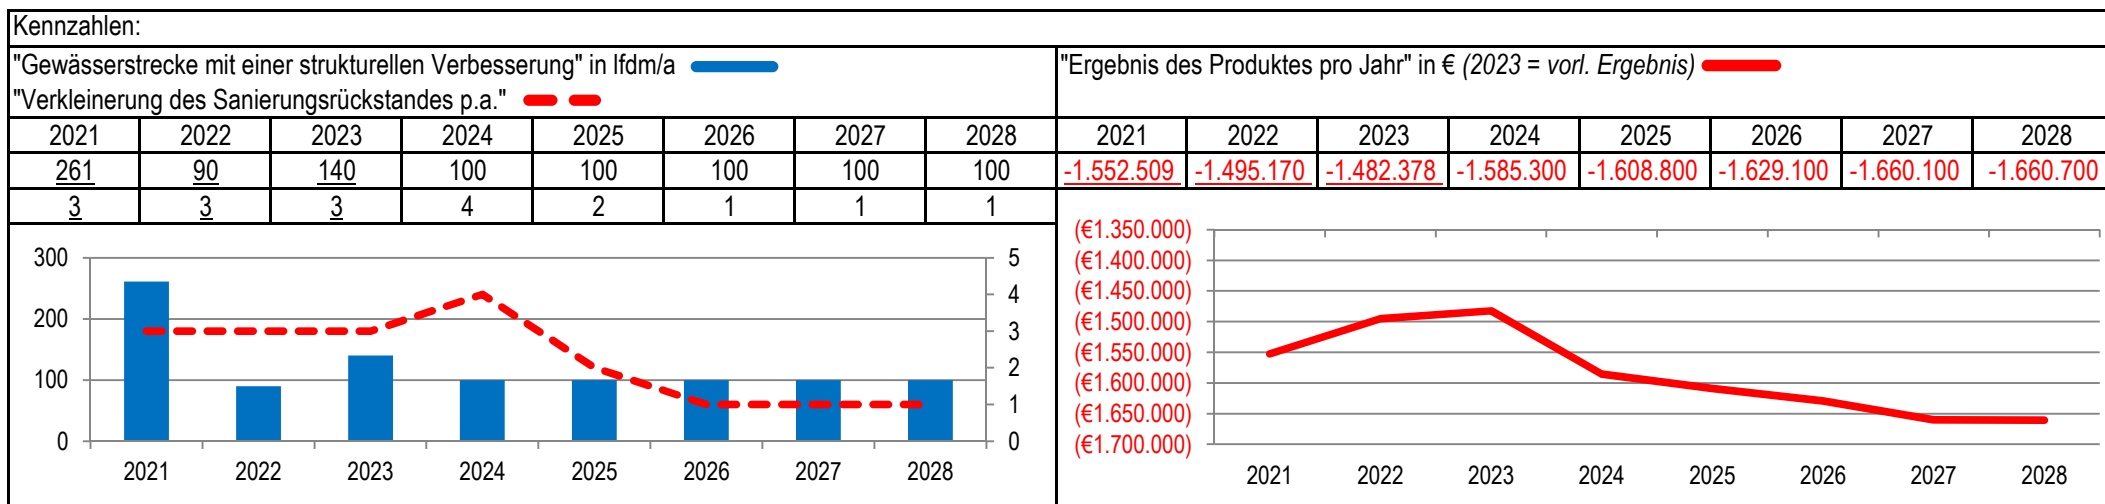 Kennzahlen:
"Gewässerstrecke mit einer strukturellen Verbesserung" in lfdm/a
"Verkleinerung des Sanierungsrückstandes p.a."
2021 2022 2023 2024 2025 2026 2027 2028
261 90 140 100 100 100 100 100
3 3 3 4 2 1 1 1
300
200
100
0
5
4
3
2
1
0
2021 2022 2023 2024 2025 2026 2027 2028
"Ergebnis des Produktes pro Jahr" in € (2023 = vorl. Ergebnis)
2021 2022 2023 2024 2025 2026 2027 2028
-1.552.509 -1.495.170 -1.482.378 -1.585.300 -1.608.800 -1.629.100 -1.660.100 -1.660.700
(€1.350.000)
(€1.400.000)
(€1.450.000)
(€1.500.000)
(€1.550.000)
(€1.600.000)
(€1.650.000)
(€1.700.000)
2021 2022 2023 2024 2025 2026 2027 2028